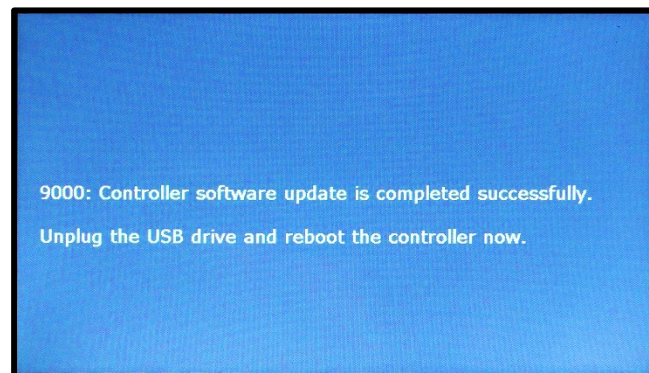 9000: Controller software update is completed successfully.
Unplug the USB drive and reboot the controller now.